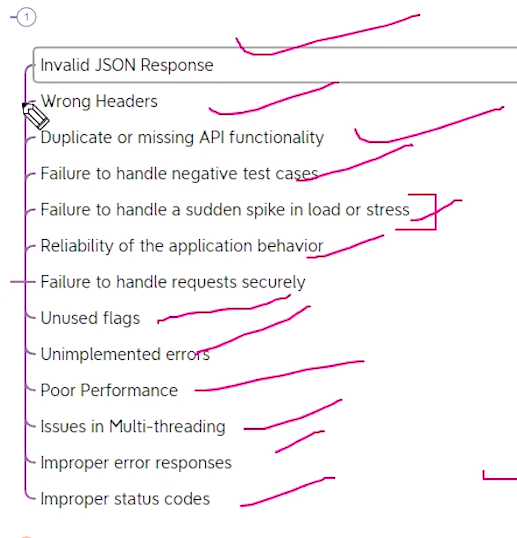 1
Invalid JSON Response
Wrong Headers
Duplicate or missing API functionality
Failure to handle negative test cases
Failure to handle a sudden spike in load or stress
Reliability of the application behavior
Failure to handle requests securely
Unused flags
Unimplemented errors
Poor Performance
Issues in Multi-threading
Improper error responses
Improper status codes